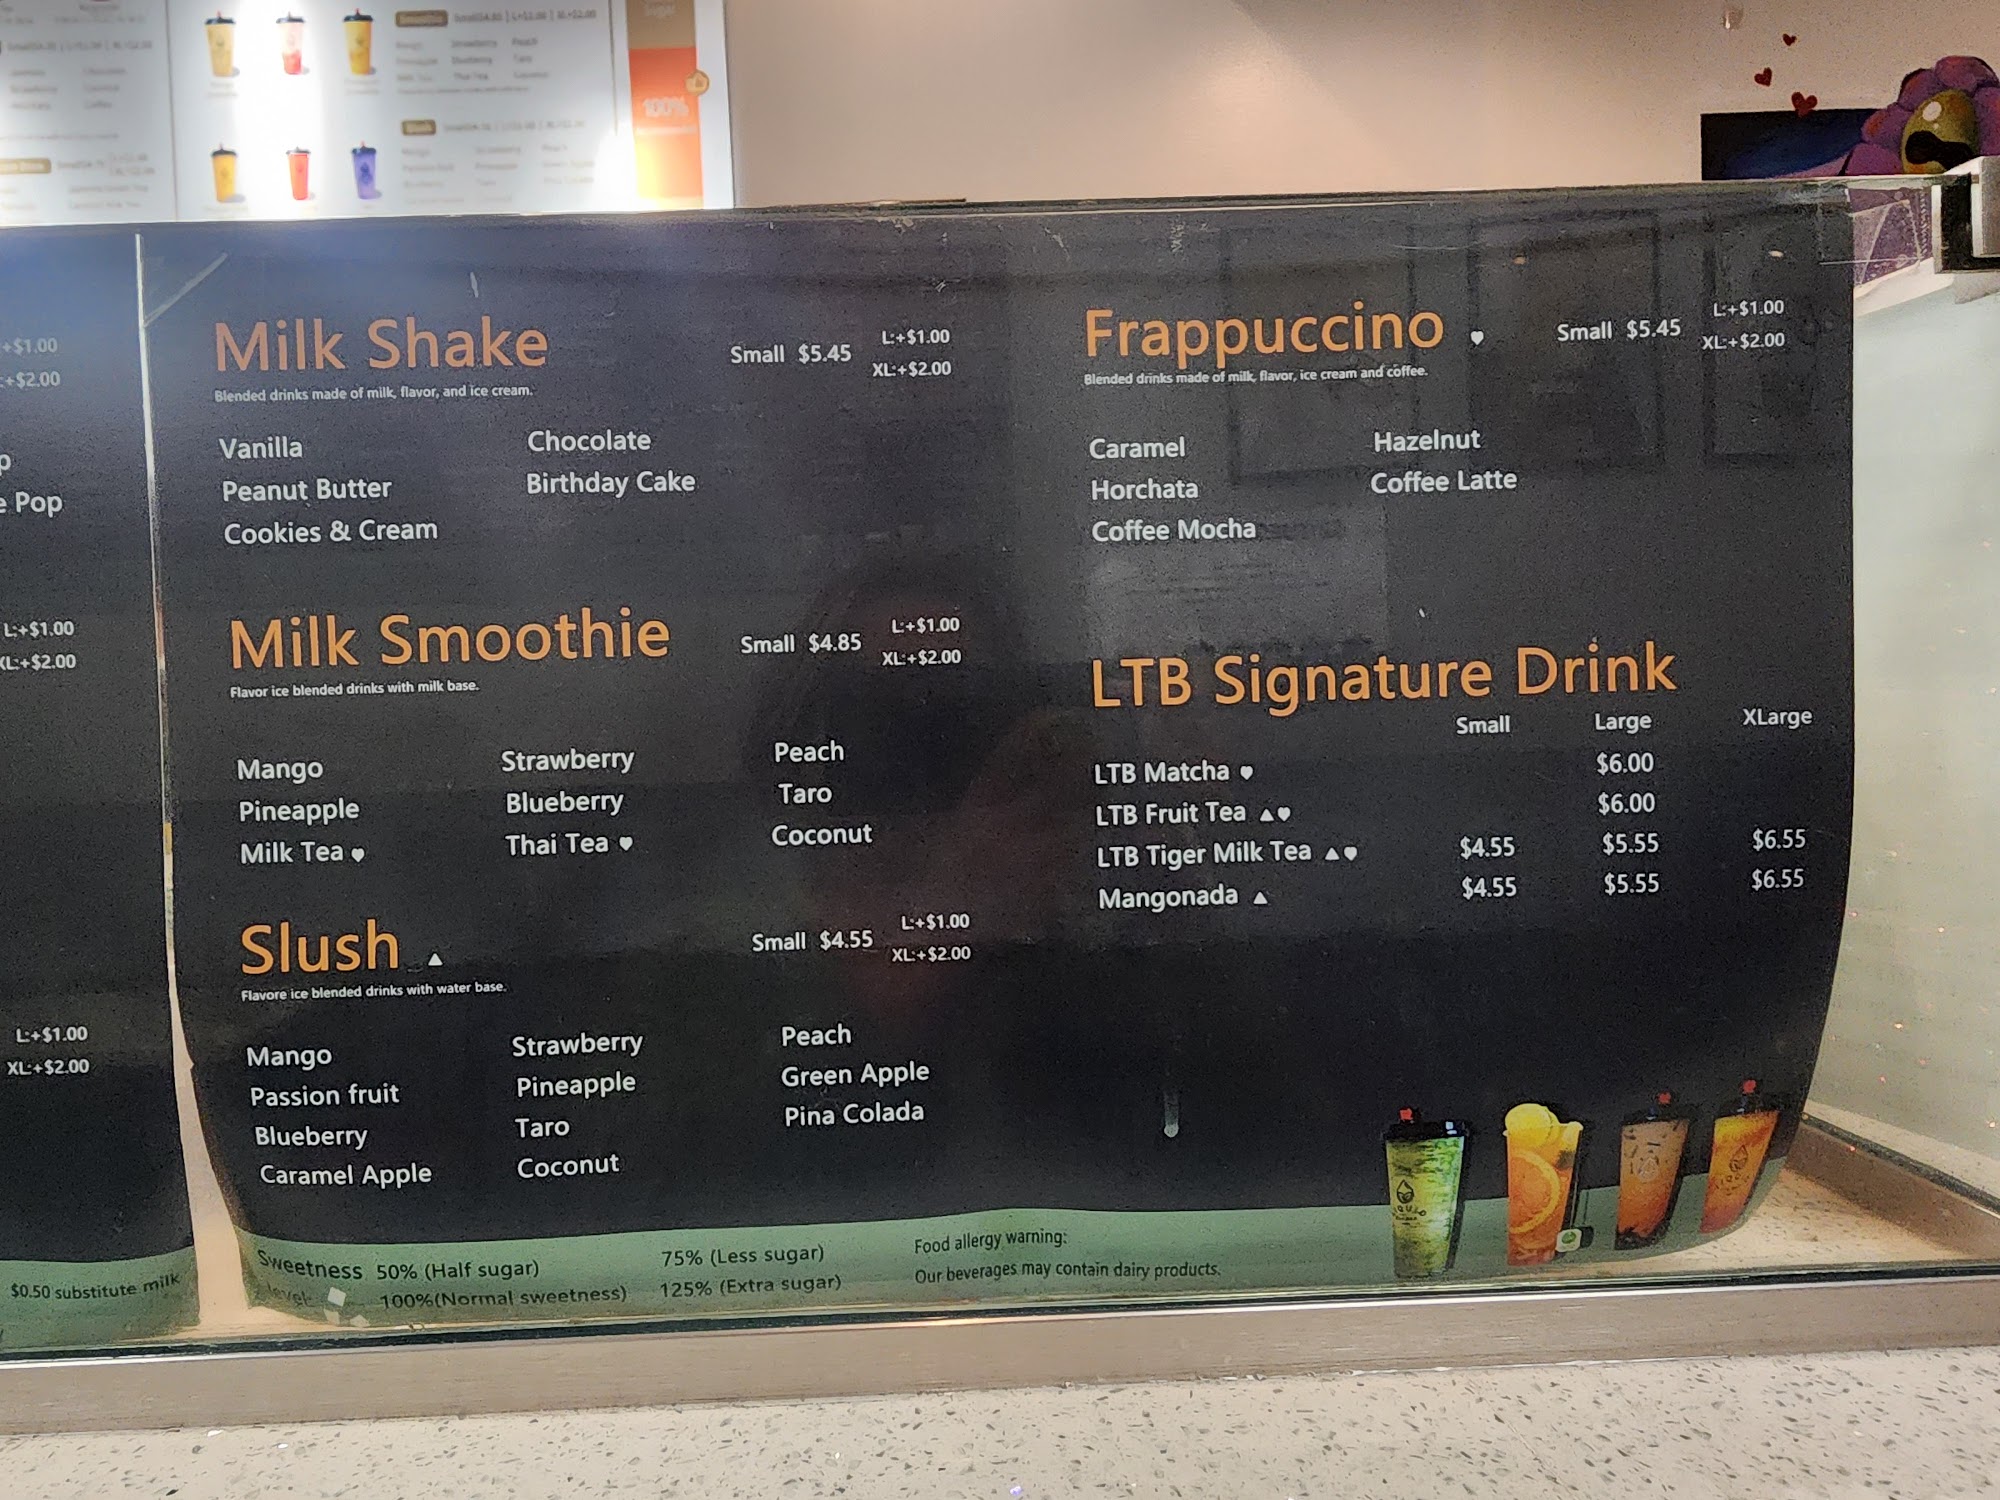 100%
+$1.00
+$2.00
e Pop
L:+$1.00
XL:+$2.00
L:+$1.00
XL:+$2.00
$0.50 substitute milk
Milk Shake
Small $5.45
L:+$1.00
XL:+$2.00
Blended drinks made of milk, flavor, and ice cream.
Vanilla Chocolate
Peanut Butter Birthday Cake
Cookies & Cream
Milk Smoothie
Small $4.85
L:+$1.00
XL:+$2.00
Flavor ice blended drinks with milk base.
Mango Strawberry Peach
Pineapple Blueberry Taro
Milk Tea ♥ Thai Tea ♥ Coconut
Slush ▲
Small $4.55
L:+$1.00
XL:+$2.00
Flavore ice blended drinks with water base.
Mango Strawberry Peach
Passion fruit Pineapple Green Apple
Blueberry Taro Pina Colada
Caramel Apple Coconut
Frappuccino ♥
Small $5.45
L:+$1.00
XL:+$2.00
Blended drinks made of milk, flavor, ice cream and coffee.
Caramel Hazelnut
Horchata Coffee Latte
Coffee Mocha
LTB Signature Drink
Small Large XLarge
LTB Matcha ♥ $6.00
LTB Fruit Tea ▲♥ $6.00
LTB Tiger Milk Tea ▲♥ $4.55 $5.55 $6.55
Mangonada ▲ $4.55 $5.55 $6.55
Sweetness 50% (Half sugar) 75% (Less sugar)
level: 100%(Normal sweetness) 125% (Extra sugar)
Food allergy warning:
Our beverages may contain dairy products.